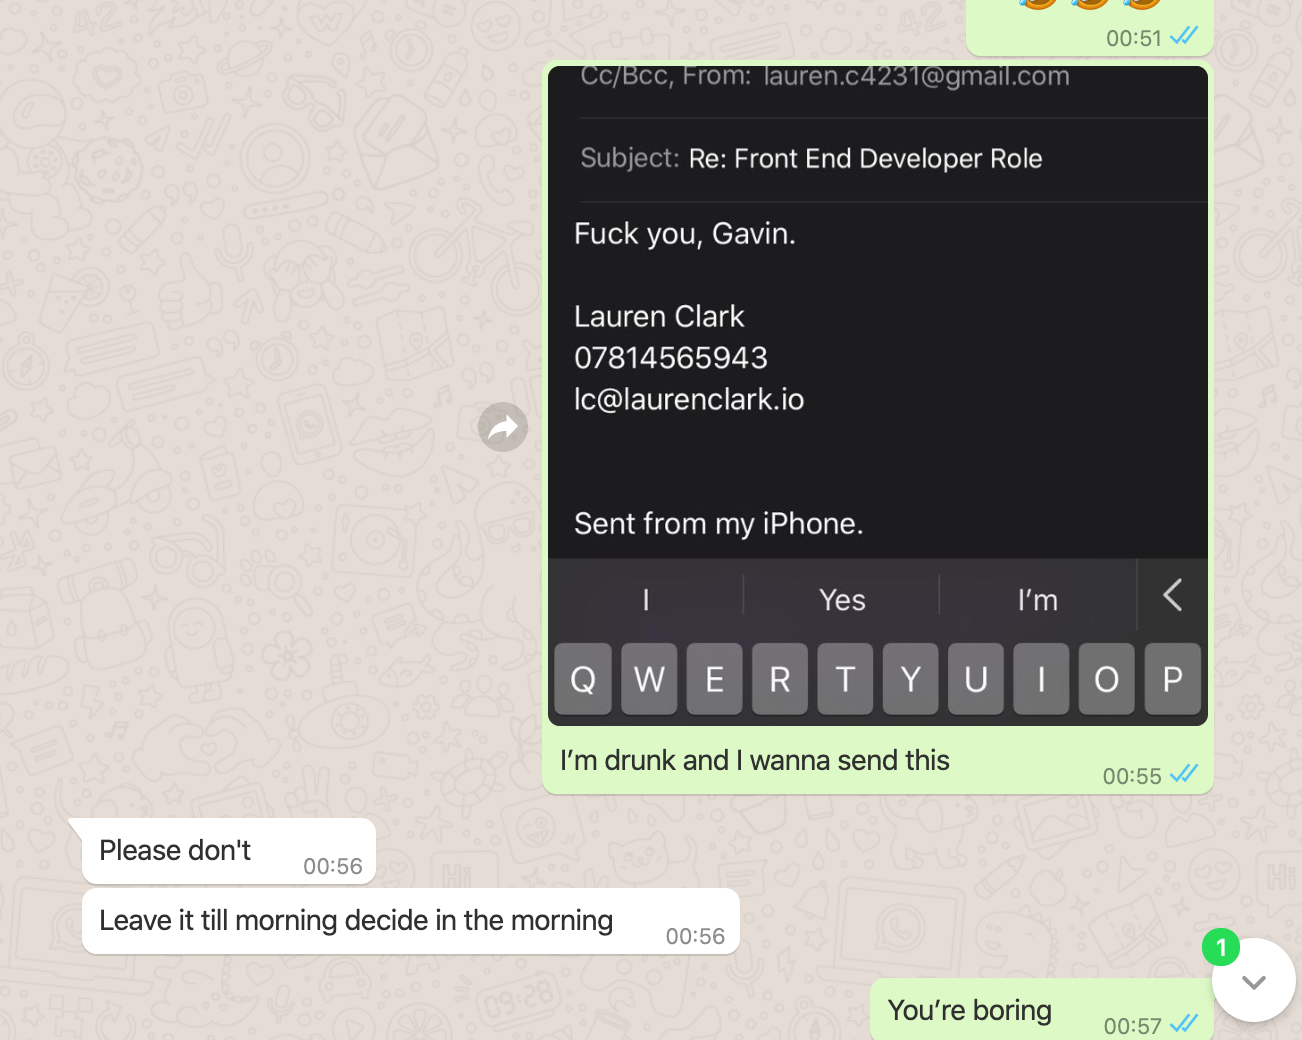 00:51
Cc/Bcc, From: lauren.c4231@gmail.com
Subject: Re: Front End Developer Role
Fuck you, Gavin.
Lauren Clark
07814565943
lc@laurenclark.io
Sent from my iPhone.
I Yes I’m
Q W E R T Y U I O P
I’m drunk and I wanna send this
00:55
Please don't
00:56
Leave it till morning decide in the morning
00:56
1
You’re boring
00:57